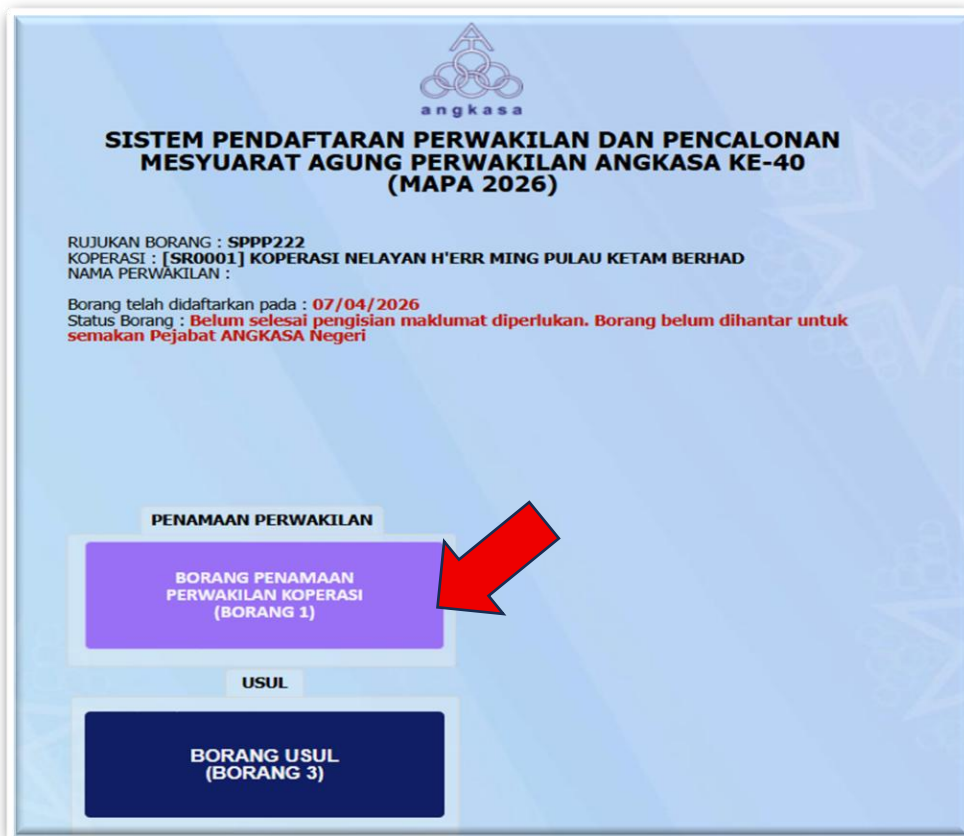 angkasa
SISTEM PENDAFTARAN PERWAKILAN DAN PENCALONAN
MESYUARAT AGUNG PERWAKILAN ANGKASA KE-40
(MAPA 2026)
RUJUKAN BORANG : SPPP222
KOPERASI : [SR0001] KOPERASI NELAYAN H'ERR MING PULAU KETAM BERHAD
NAMA PERWAKILAN :
Borang telah didaftarkan pada : 07/04/2026
Status Borang : Belum selesai pengisian maklumat diperlukan. Borang belum dihantar untuk
semakan Pejabat ANGKASA Negeri
PENAMAAN PERWAKILAN
BORANG PENAMAAN
PERWAKILAN KOPERASI
(BORANG 1)
USUL
BORANG USUL
(BORANG 3)